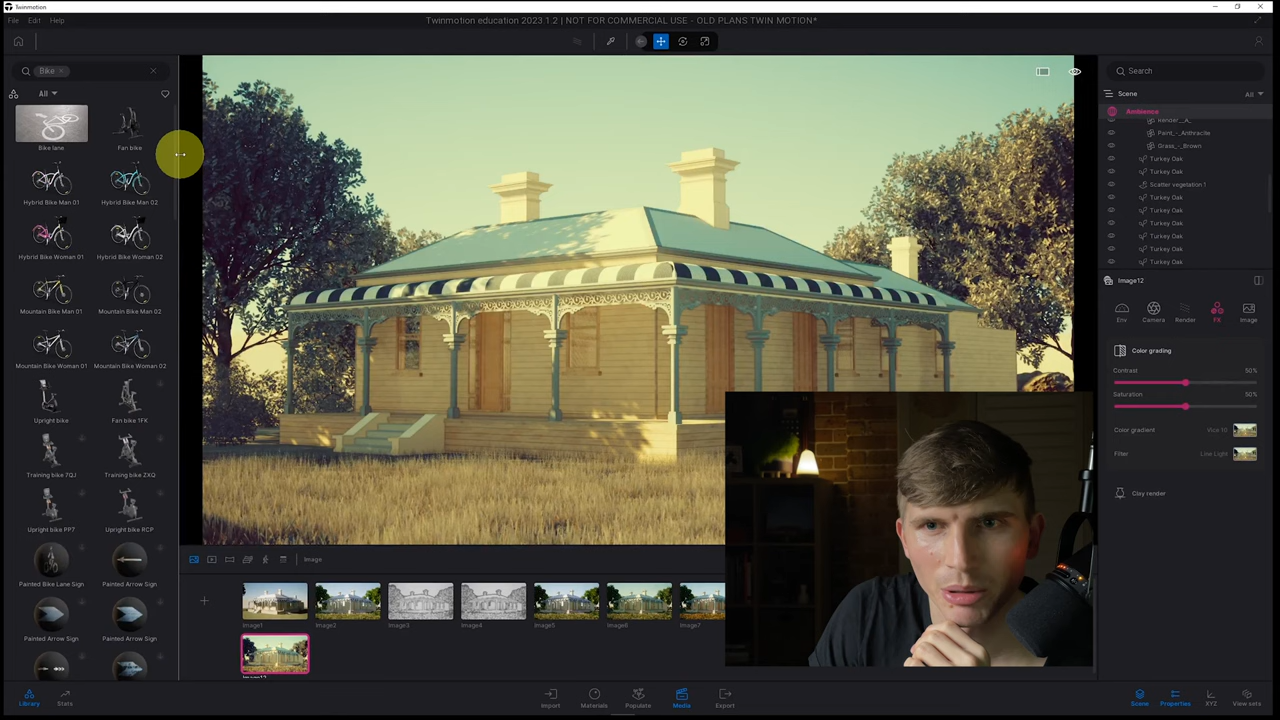 Twinmotion
File Edit Help
Twinmotion education 2023 1.2 | NOT FOR COMMERCIAL USE - OLD PLANS TWIN MOTION*
Bike
All
Bike lane Fan bike
Hybrid Bike Man 01 Hybrid Bike Man 02
Hybrid Bike Woman 01 Hybrid Bike Woman 02
Mountain Bike Man 01 Mountain Bike Man 02
Mountain Bike Woman 01 Mountain Bike Woman 02
Upright bike Fan bike 1FK
Training bike 7QJ Training bike ZXQ
Upright bike PP7 Upright bike RCP
Painted Bike Lane Sign Painted Arrow Sign
Painted Arrow Sign Painted Arrow Sign
Image
Image1 Image2 Image3 Image4 Image5 Image6 Image7
Image12
Search
Scene All
Ambience
Render__A_
Paint_-_Anthracite
Grass_-_Brown
Turkey Oak
Turkey Oak
Scatter vegetation 1
Turkey Oak
Turkey Oak
Turkey Oak
Turkey Oak
Turkey Oak
Turkey Oak
Image12
Env Camera Render FX Image
Color grading
Contrast 50%
Saturation 50%
Color gradient Vice 10
Filter Low Light
Clay render
Library Stats Import Materials Populate Media Export Scene Properties XYZ View sets